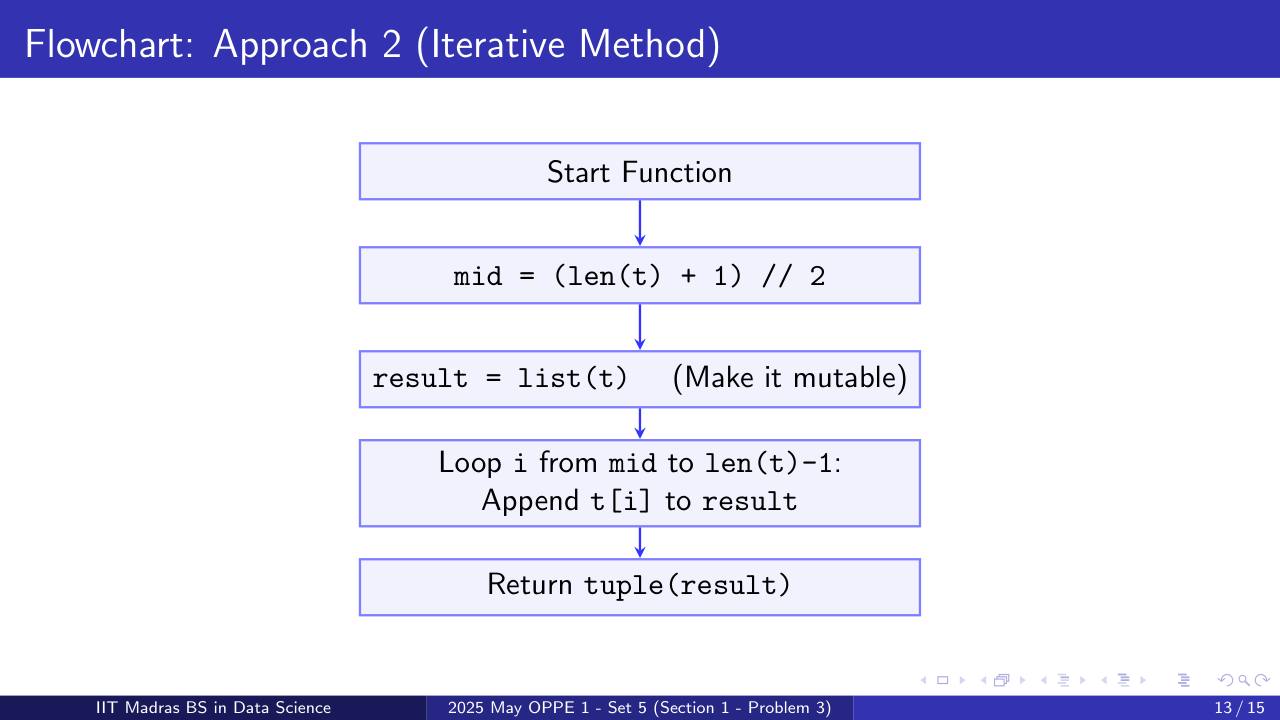 Flowchart: Approach 2 (Iterative Method)
Start Function
mid = (len(t) + 1) // 2
result = list(t) (Make it mutable)
Loop i from mid to len(t)-1:
Append t[i] to result
Return tuple(result)
IIT Madras BS in Data Science
2025 May OPPE 1 - Set 5 (Section 1 - Problem 3)
13 / 15